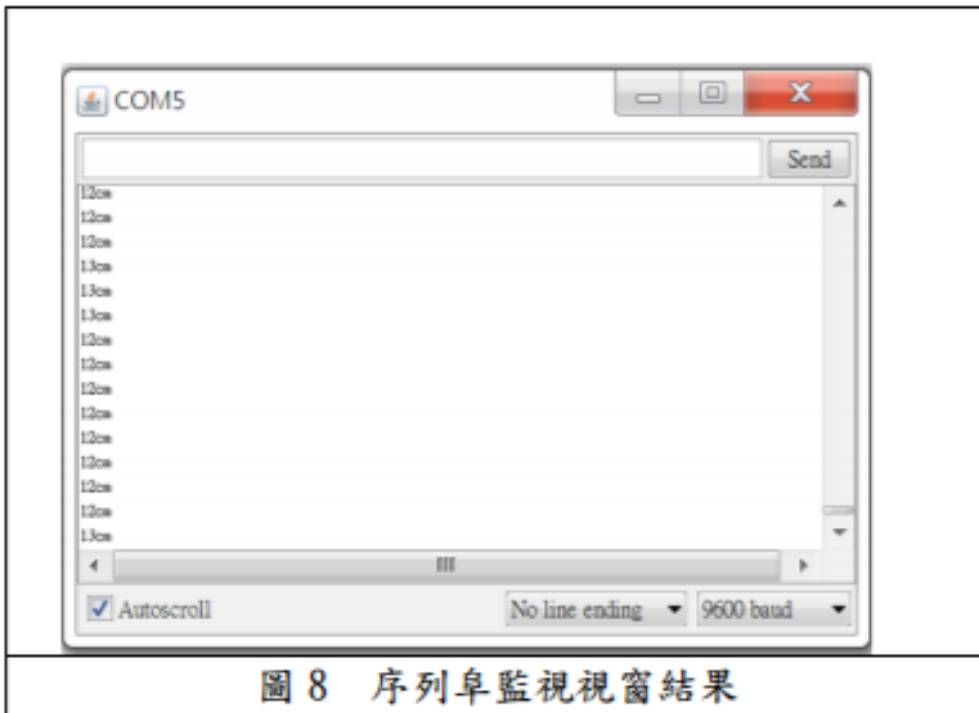 COM5
Send
12cm
12cm
12cm
13cm
13cm
13cm
12cm
12cm
12cm
12cm
12cm
12cm
12cm
12cm
13cm
Autoscroll
No line ending
9600 baud
圖 8 序列阜監視視窗結果